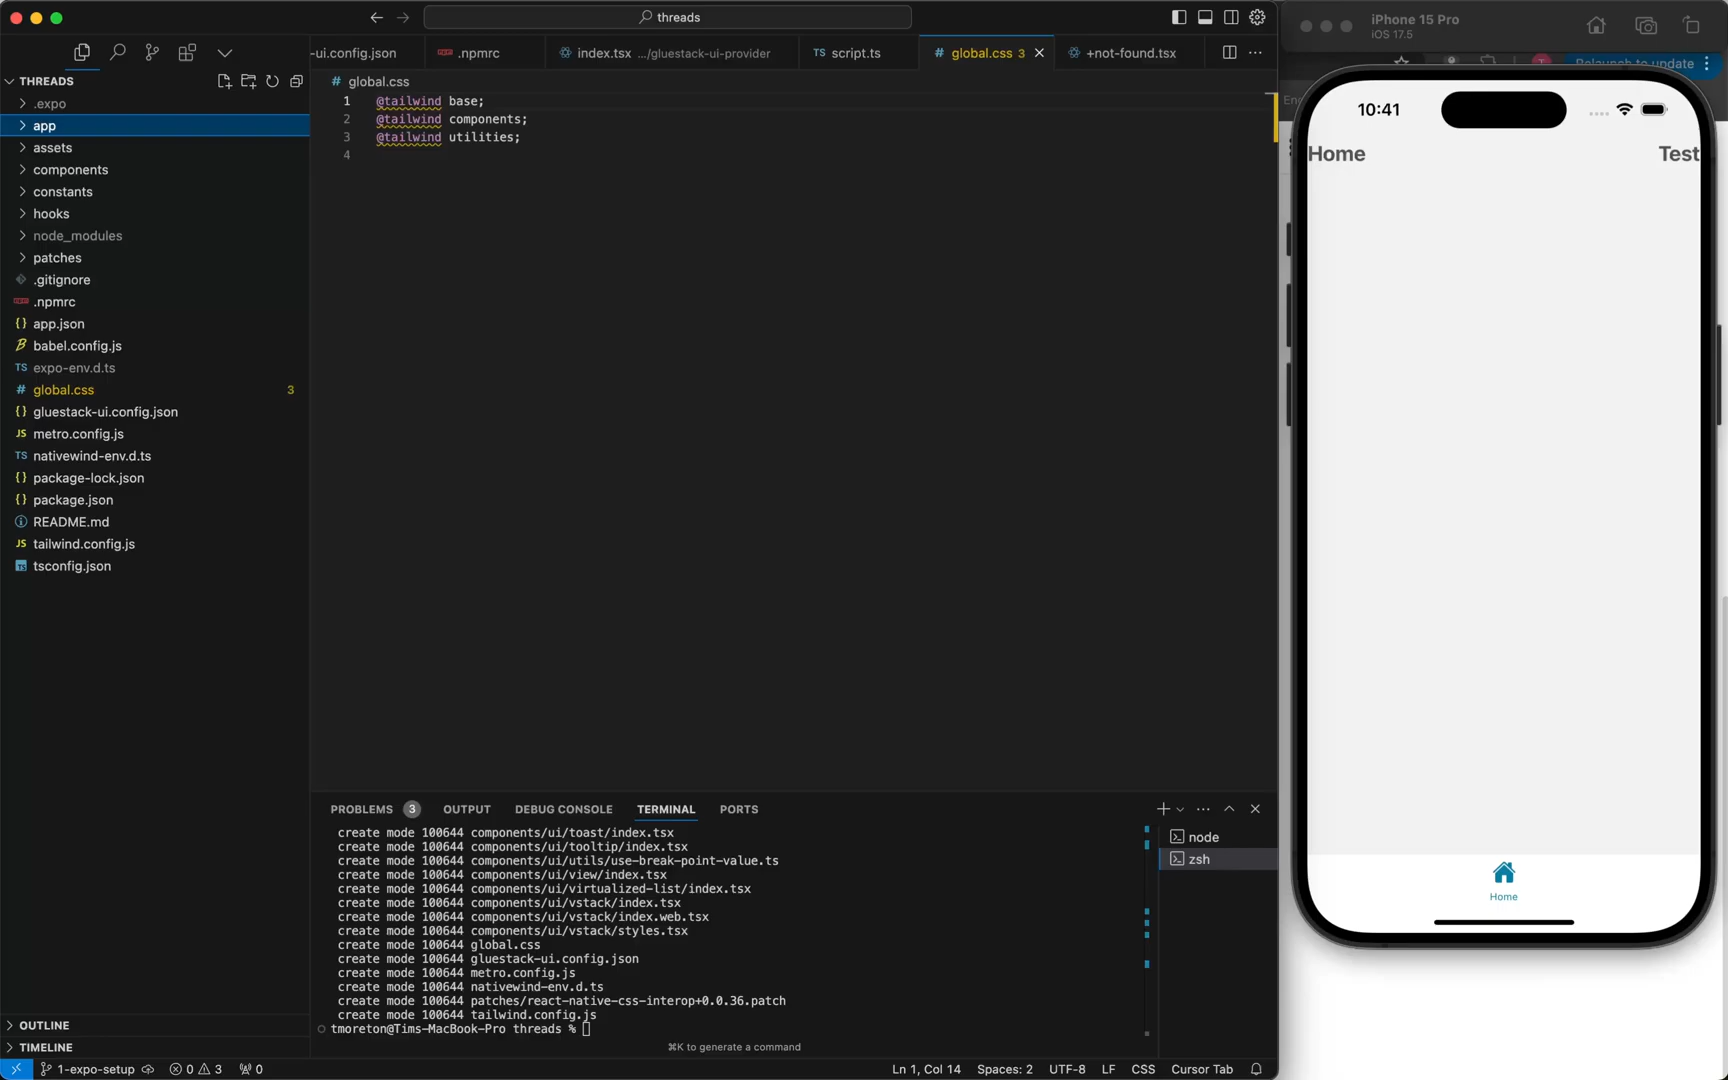 threads
-ui.config.json
.npmrc
index.tsx .../gluestack-ui-provider
TS script.ts
# global.css 3
+not-found.tsx
THREADS
.expo
app
assets
components
constants
hooks
node_modules
patches
.gitignore
.npmrc
{} app.json
babel.config.js
TS expo-env.d.ts
# global.css 3
{} gluestack-ui.config.json
JS metro.config.js
TS nativewind-env.d.ts
{} package-lock.json
{} package.json
README.md
JS tailwind.config.js
TS tsconfig.json
OUTLINE
TIMELINE
# global.css
1 @tailwind base;
2 @tailwind components;
3 @tailwind utilities;
4
PROBLEMS 3 OUTPUT DEBUG CONSOLE TERMINAL PORTS
create mode 100644 components/ui/toast/index.tsx
create mode 100644 components/ui/tooltip/index.tsx
create mode 100644 components/ui/utils/use-break-point-value.ts
create mode 100644 components/ui/view/index.tsx
create mode 100644 components/ui/virtualized-list/index.tsx
create mode 100644 components/ui/vstack/index.tsx
create mode 100644 components/ui/vstack/index.web.tsx
create mode 100644 components/ui/vstack/styles.tsx
create mode 100644 global.css
create mode 100644 gluestack-ui.config.json
create mode 100644 metro.config.js
create mode 100644 nativewind-env.d.ts
create mode 100644 patches/react-native-css-interop+0.0.36.patch
create mode 100644 tailwind.config.js
tmoreton@Tims-MacBook-Pro threads %
⌘K to generate a command
node
zsh
1-expo-setup 0 3 0
Ln 1, Col 14 Spaces: 2 UTF-8 LF CSS Cursor Tab
iPhone 15 Pro
iOS 17.5
Relaunch to update
10:41
Home Test
Home